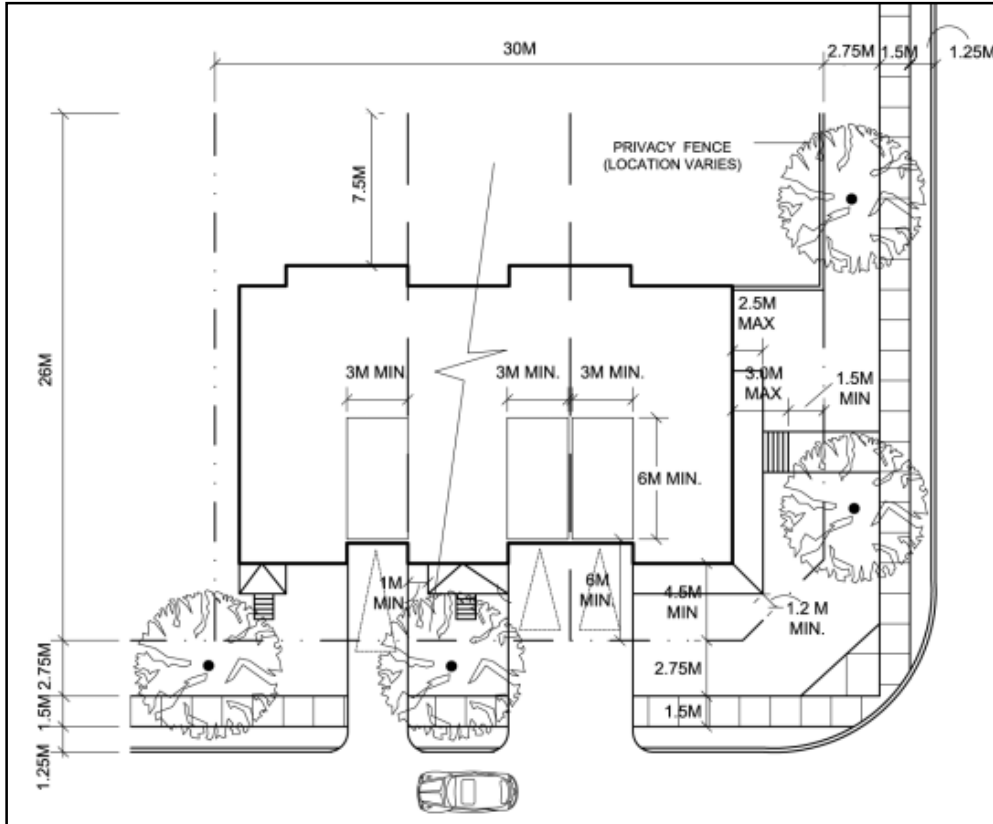 30M
2.75M
1.5M
1.25M
PRIVACY FENCE
(LOCATION VARIES)
7.5M
26M
2.5M
MAX
3M MIN.
3M MIN.
3M MIN.
3.0M
MAX
1.5M
MIN
6M MIN.
1M
MIN.
6M
MIN.
4.5M
MIN
1.2 M
MIN.
2.75M
2.75M
1.5M
1.5M
1.25M